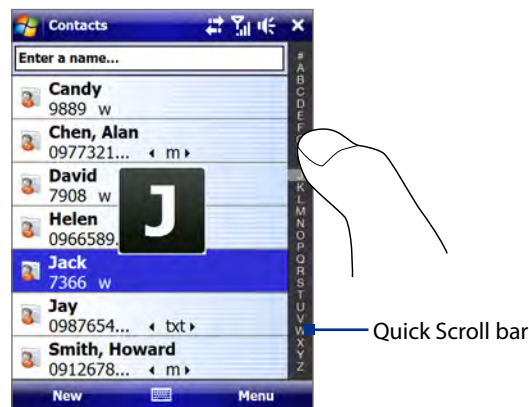 Contacts
Enter a name...
Candy
9889 w
Chen, Alan
0977321... m
David
7908 w
Helen
0966589.
J
Jack
7366 w
Jay
0987654... txt
Smith, Howard
0912678... m
#
A
B
C
D
E
F
J
K
L
M
N
O
P
Q
R
S
T
U
V
W
X
Y
Z
Quick Scroll bar
New
Menu